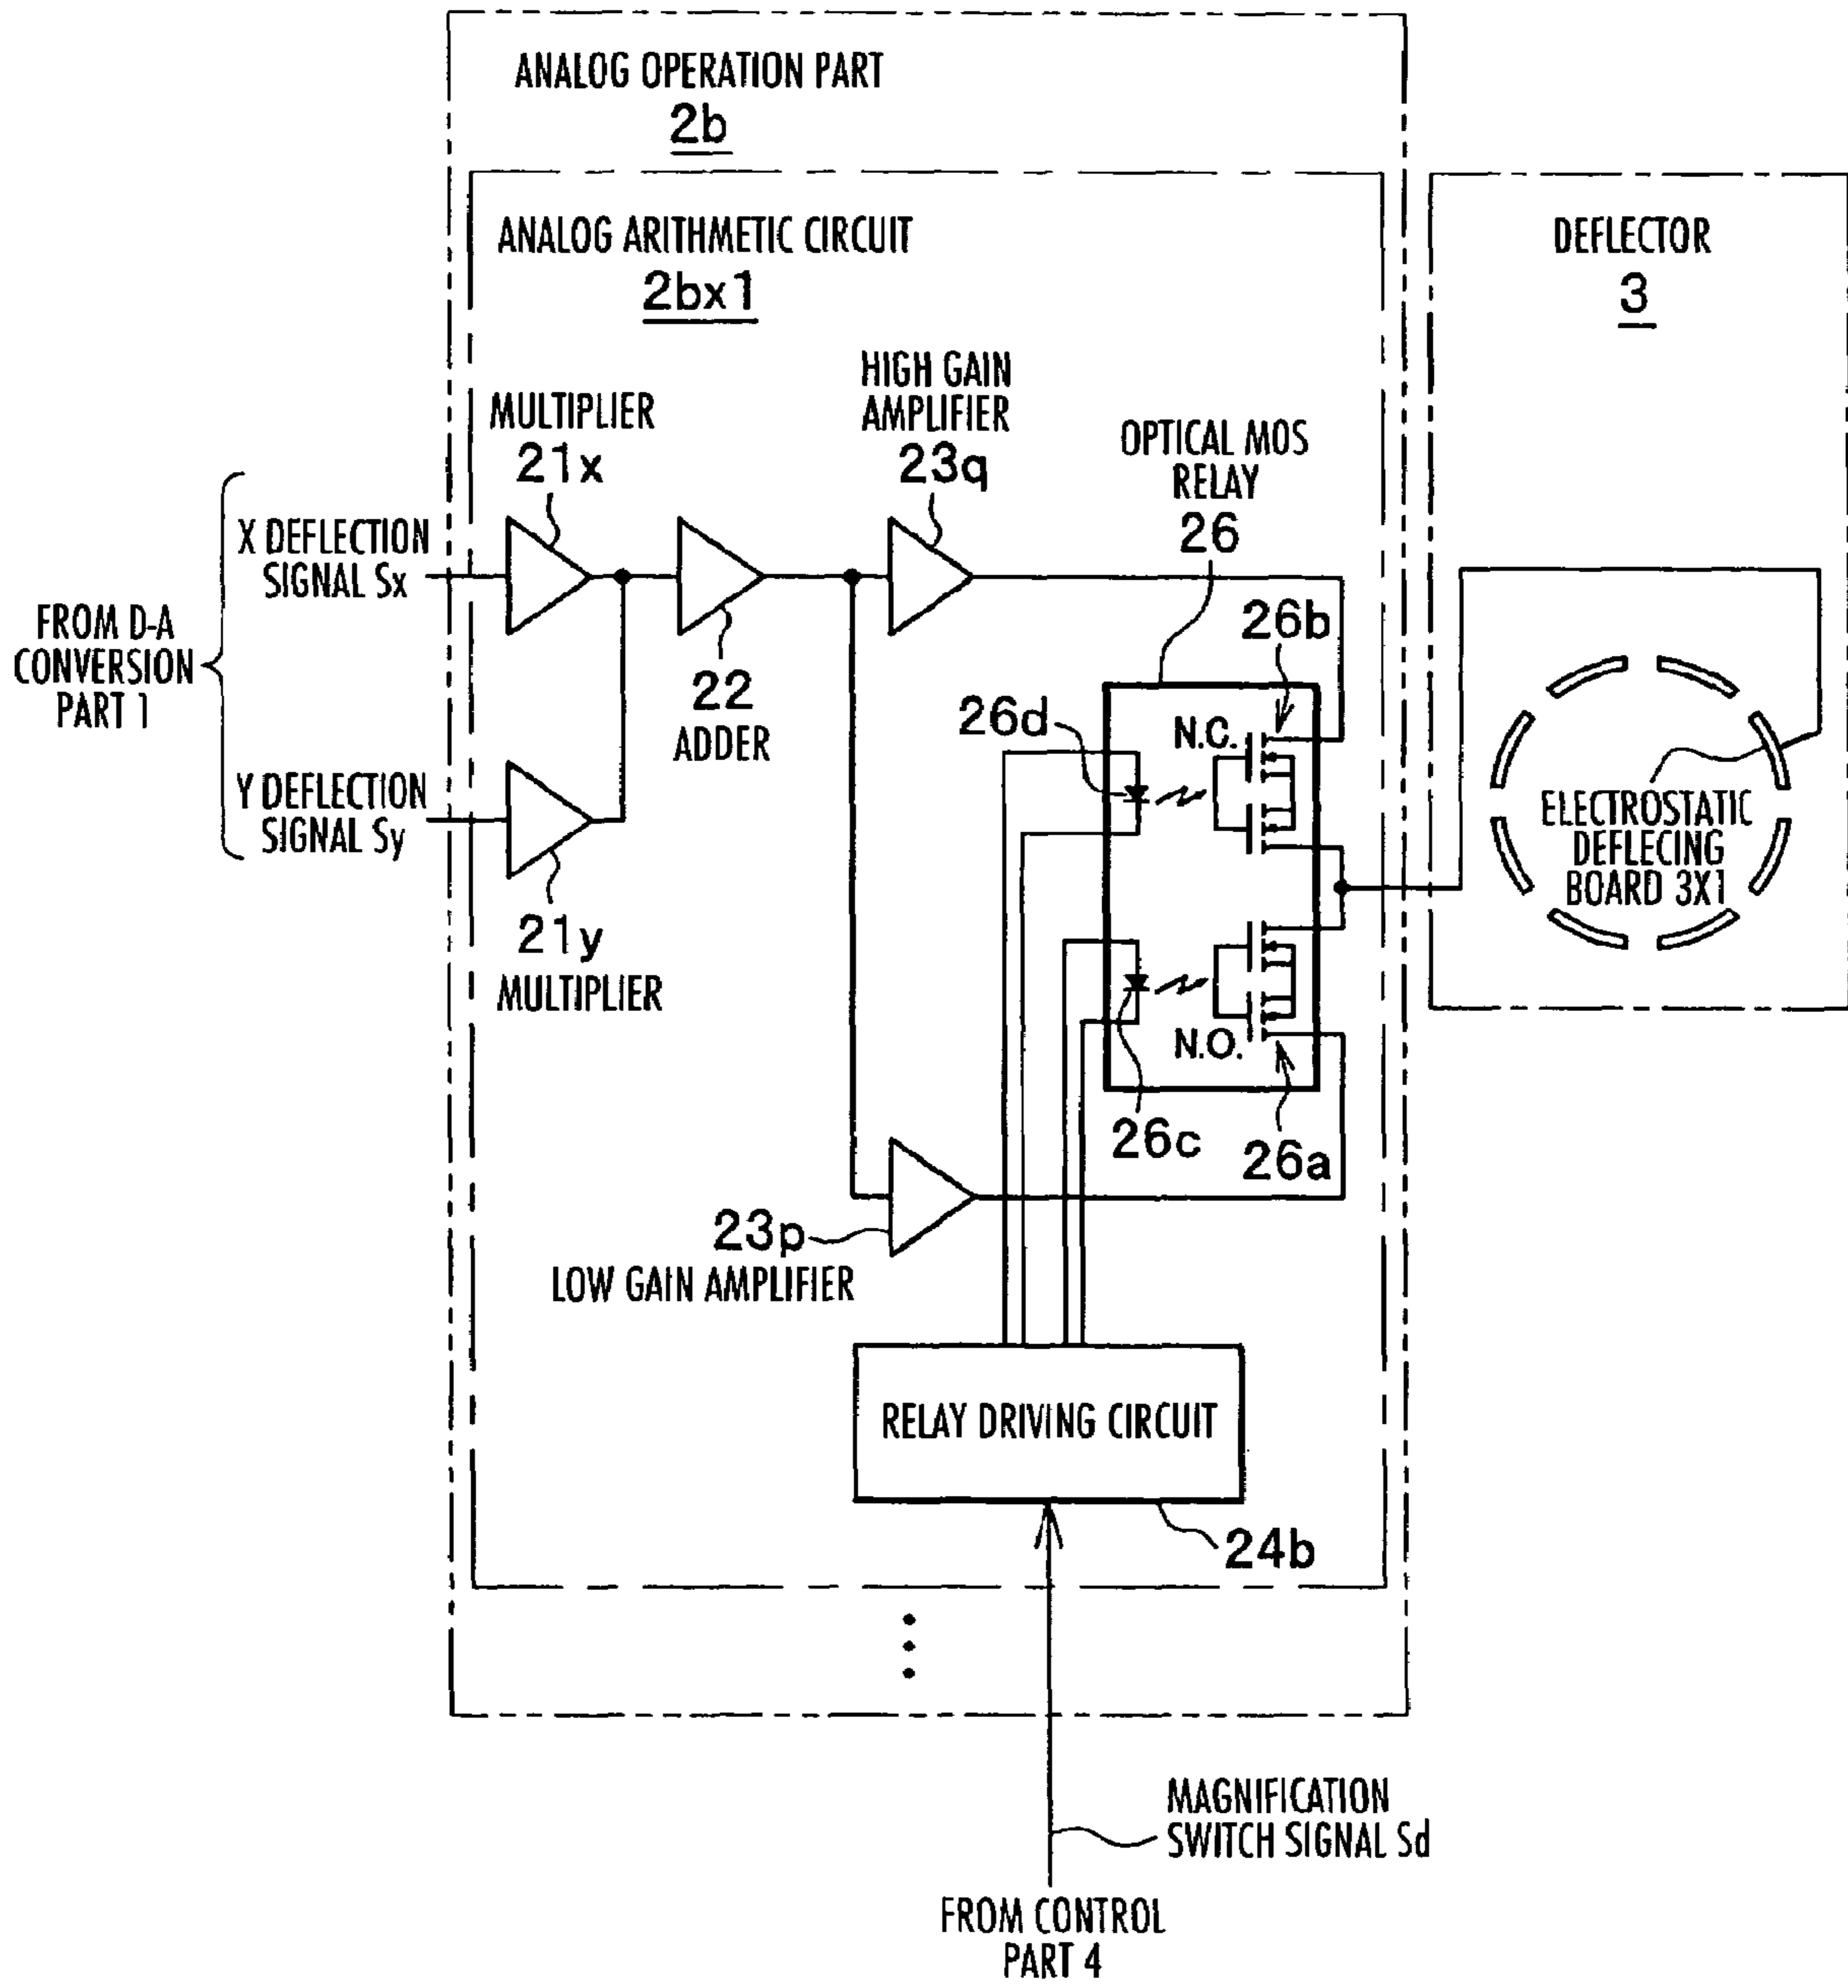 ANALOG OPERATION PART
2b
ANALOG ARITHMETIC CIRCUIT
2bx1
DEFLECTOR
3
HIGH GAIN
AMPLIFIER
23q
MULTIPLIER
21x
OPTICAL MOS
RELAY
26
X DEFLECTION
SIGNAL Sx
FROM D-A
CONVERSION
PART 1
22
ADDER
26b
26d
N.C.
Y DEFLECTION
SIGNAL Sy
ELECTROSTATIC
DEFLECING
BOARD 3X1
21y
MULTIPLIER
N.O.
26c
26a
23p
LOW GAIN AMPLIFIER
RELAY DRIVING CIRCUIT
24b
MAGNIFICATION
SWITCH SIGNAL Sd
FROM CONTROL
PART 4